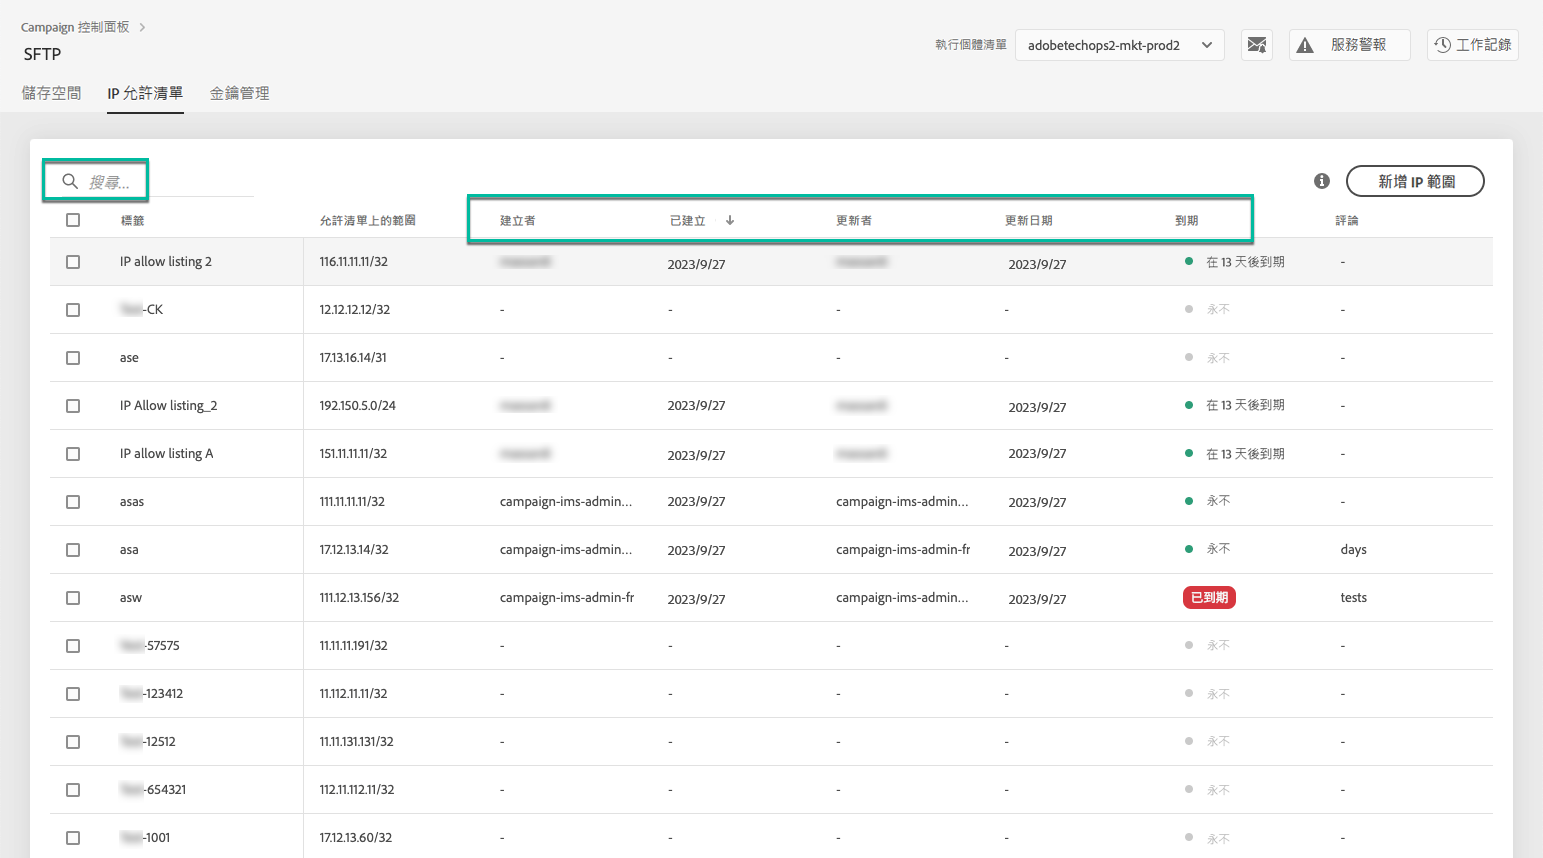 Campaign 控制面板
SFTP
執行個體清單 adobetechops2-mkt-prod2 服務警報 工作記錄
儲存空間 IP 允許清單 金鑰管理
搜尋... 新增 IP 範圍
標籤 允許清單上的範圍 建立者 已建立 更新者 更新日期 到期 評論
IP allow listing 2 116.11.11.11/32 2023/9/27 2023/9/27 在 13 天後到期 -
-CK 12.12.12.12/32 - - - - 永不 -
ase 17.13.16.14/31 - - - - 永不 -
IP Allow listing_2 192.150.5.0/24 2023/9/27 2023/9/27 在 13 天後到期 -
IP allow listing A 151.11.11.11/32 2023/9/27 2023/9/27 在 13 天後到期 -
asas 111.11.11.11/32 campaign-ims-admin... 2023/9/27 campaign-ims-admin... 2023/9/27 永不 -
asa 17.12.13.14/32 campaign-ims-admin... 2023/9/27 campaign-ims-admin-fr 2023/9/27 永不 days
asw 111.12.13.156/32 campaign-ims-admin-fr 2023/9/27 campaign-ims-admin... 2023/9/27 已到期 tests
-57575 11.11.11.191/32 - - - - 永不 -
-123412 11.112.11.11/32 - - - - 永不 -
-12512 11.11.131.131/32 - - - - 永不 -
-654321 112.11.112.11/32 - - - - 永不 -
-1001 17.12.13.60/32 - - - - 永不 -